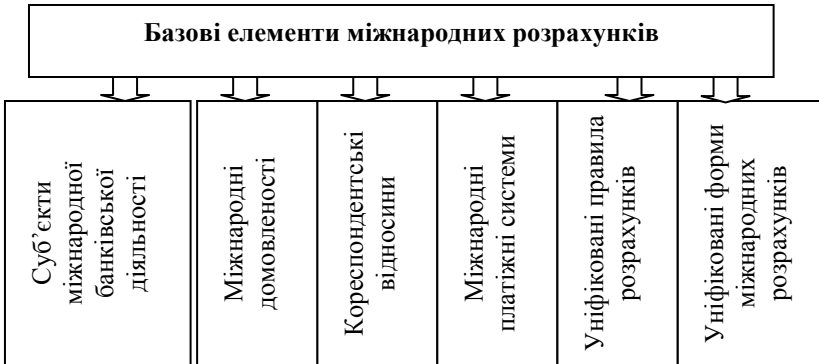 Базові елементи міжнародних розрахунків
Суб’єкти
міжнародної
банківської
діяльності
Міжнародні
домовленості
Кореспондентські
відносини
Міжнародні
платіжні системи
Уніфіковані правила
розрахунків
Уніфіковані форми
міжнародних
розрахунків